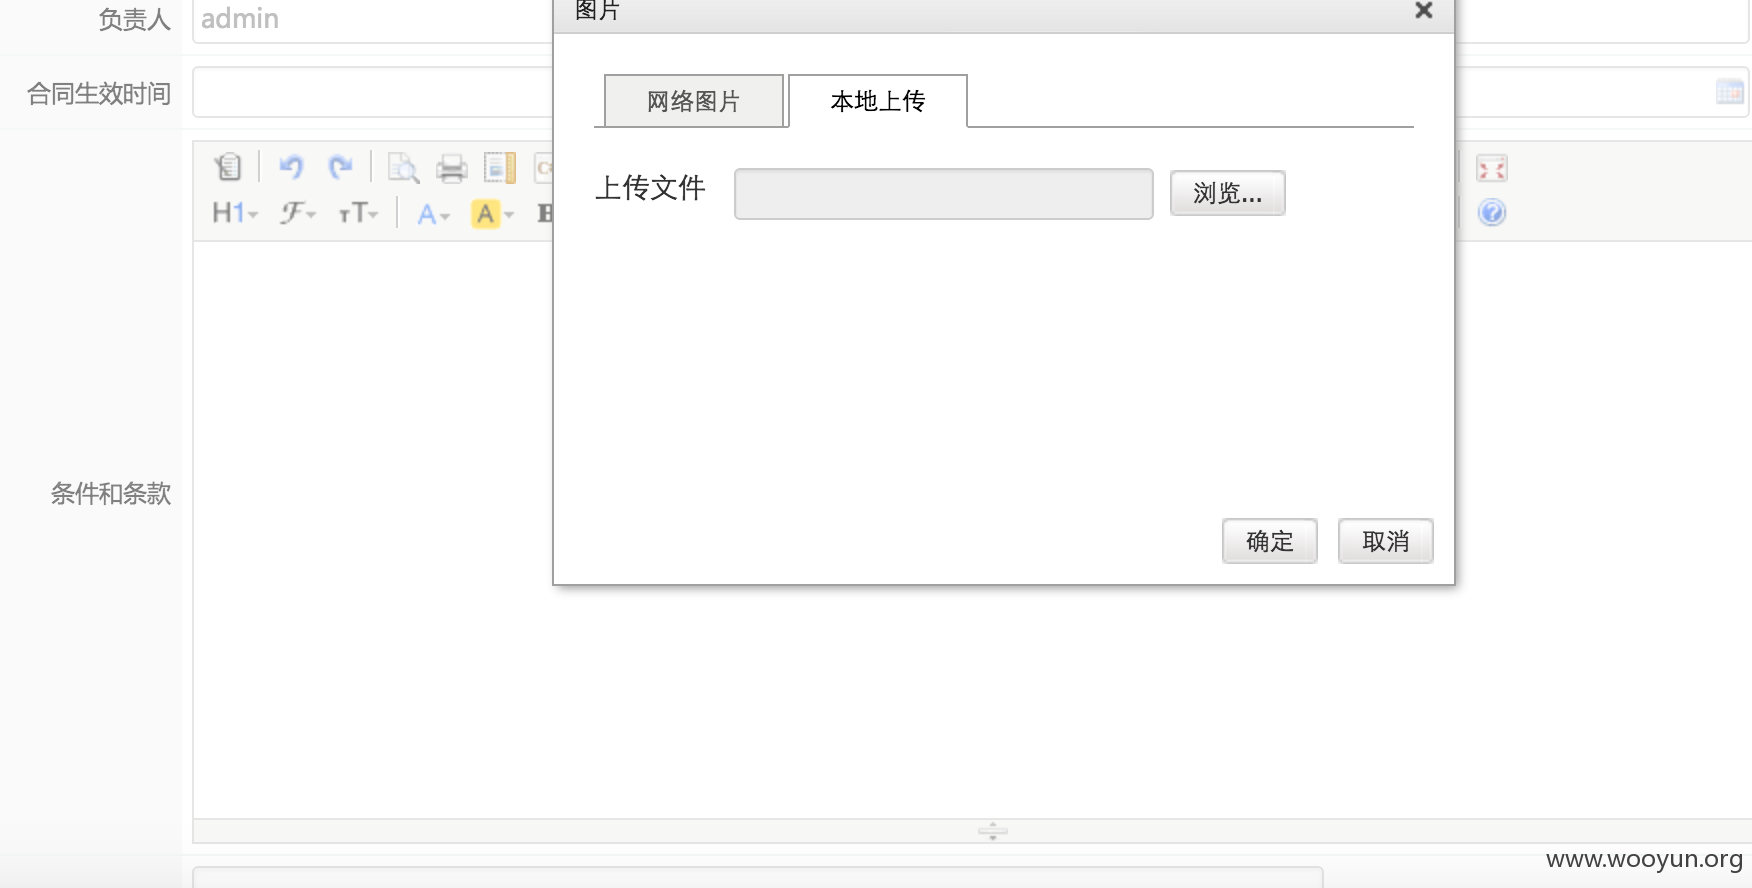 负责人 admin
图片
合同生效时间
网络图片 本地上传
上传文件 浏览...
H1 F TT A A B
条件和条款
确定 取消
www.wooyun.org